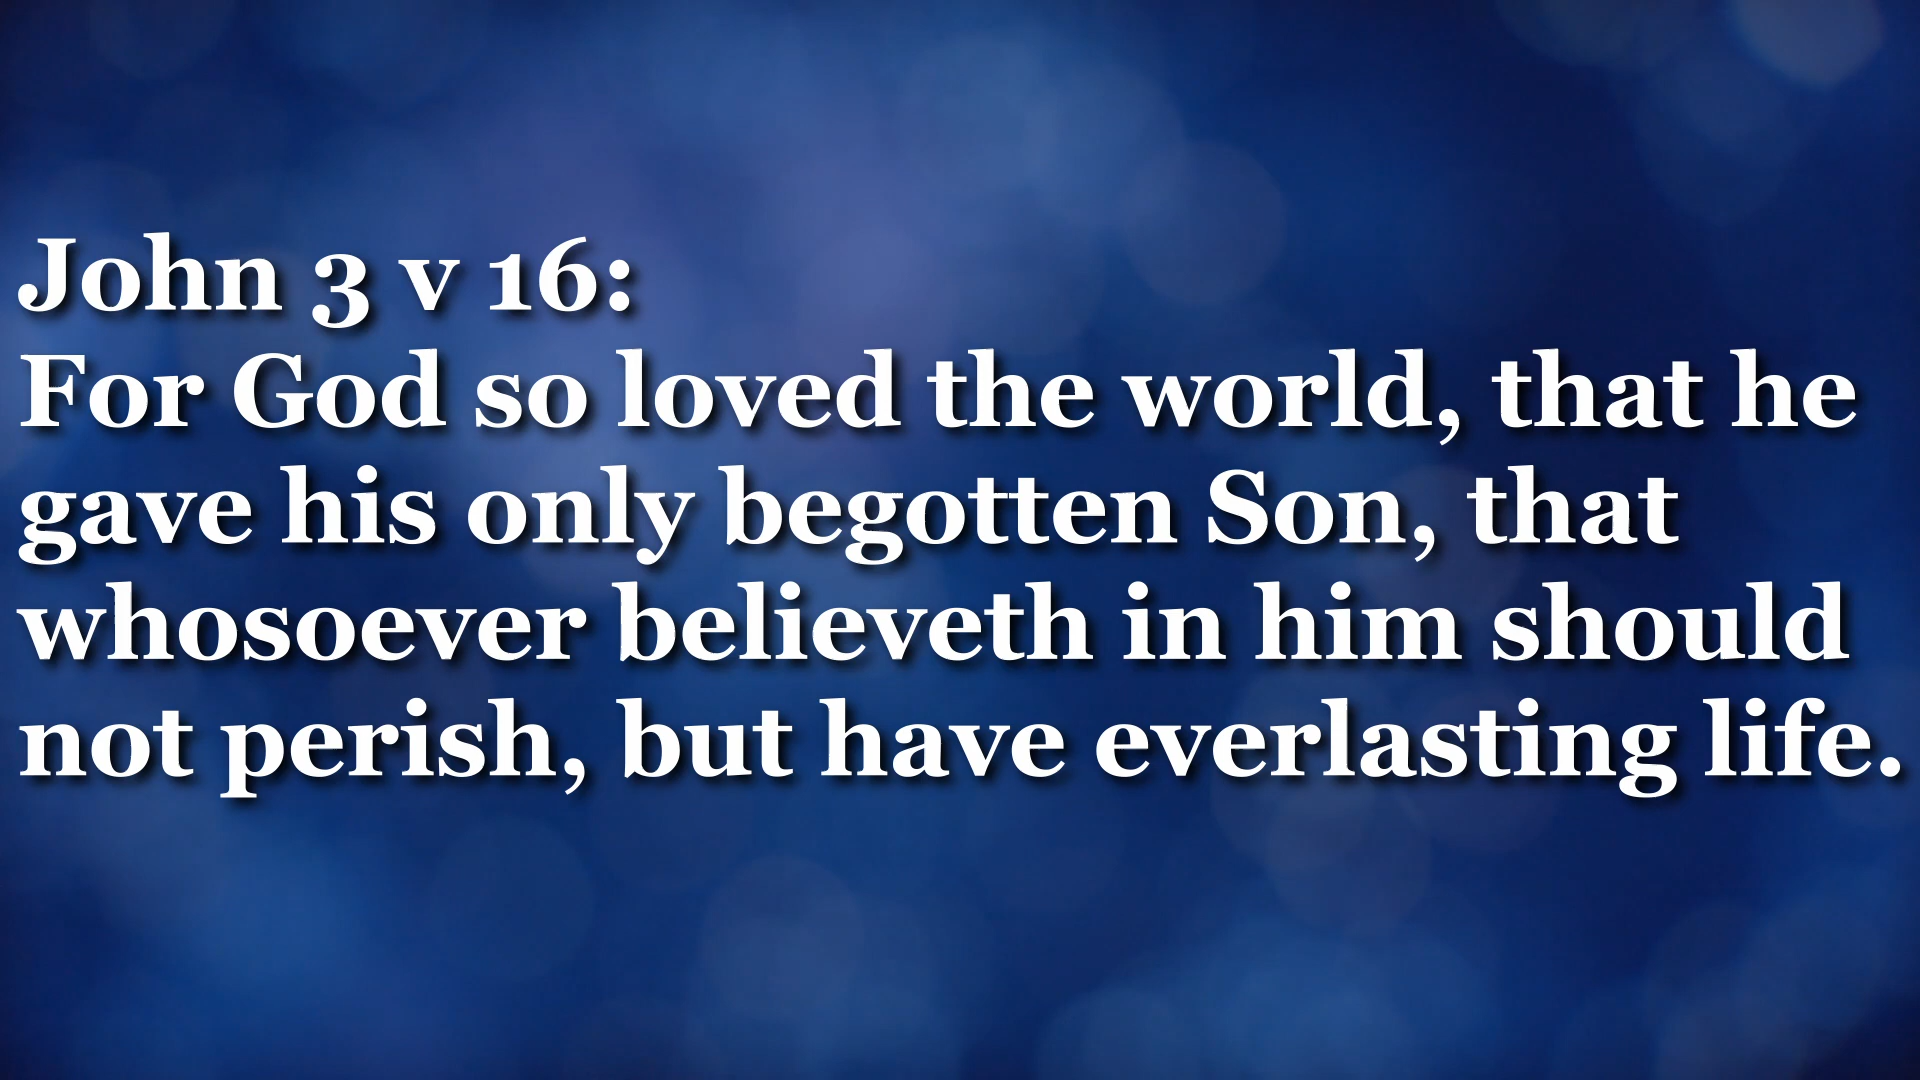 John 3 v 16:
For God so loved the world, that he
gave his only begotten Son, that
whosoever believeth in him should
not perish, but have everlasting life.